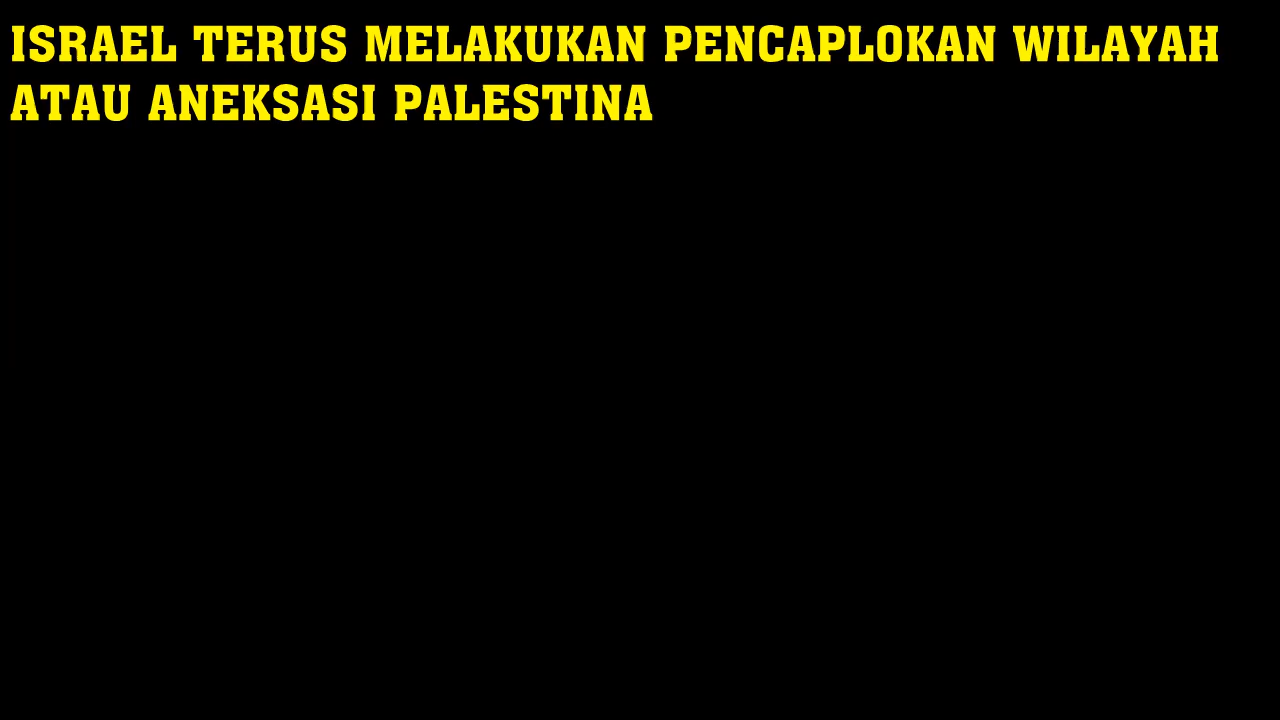 ISRAEL TERUS MELAKUKAN PENCAPLOKAN WILAYAH
ATAU ANEKSASI PALESTINA